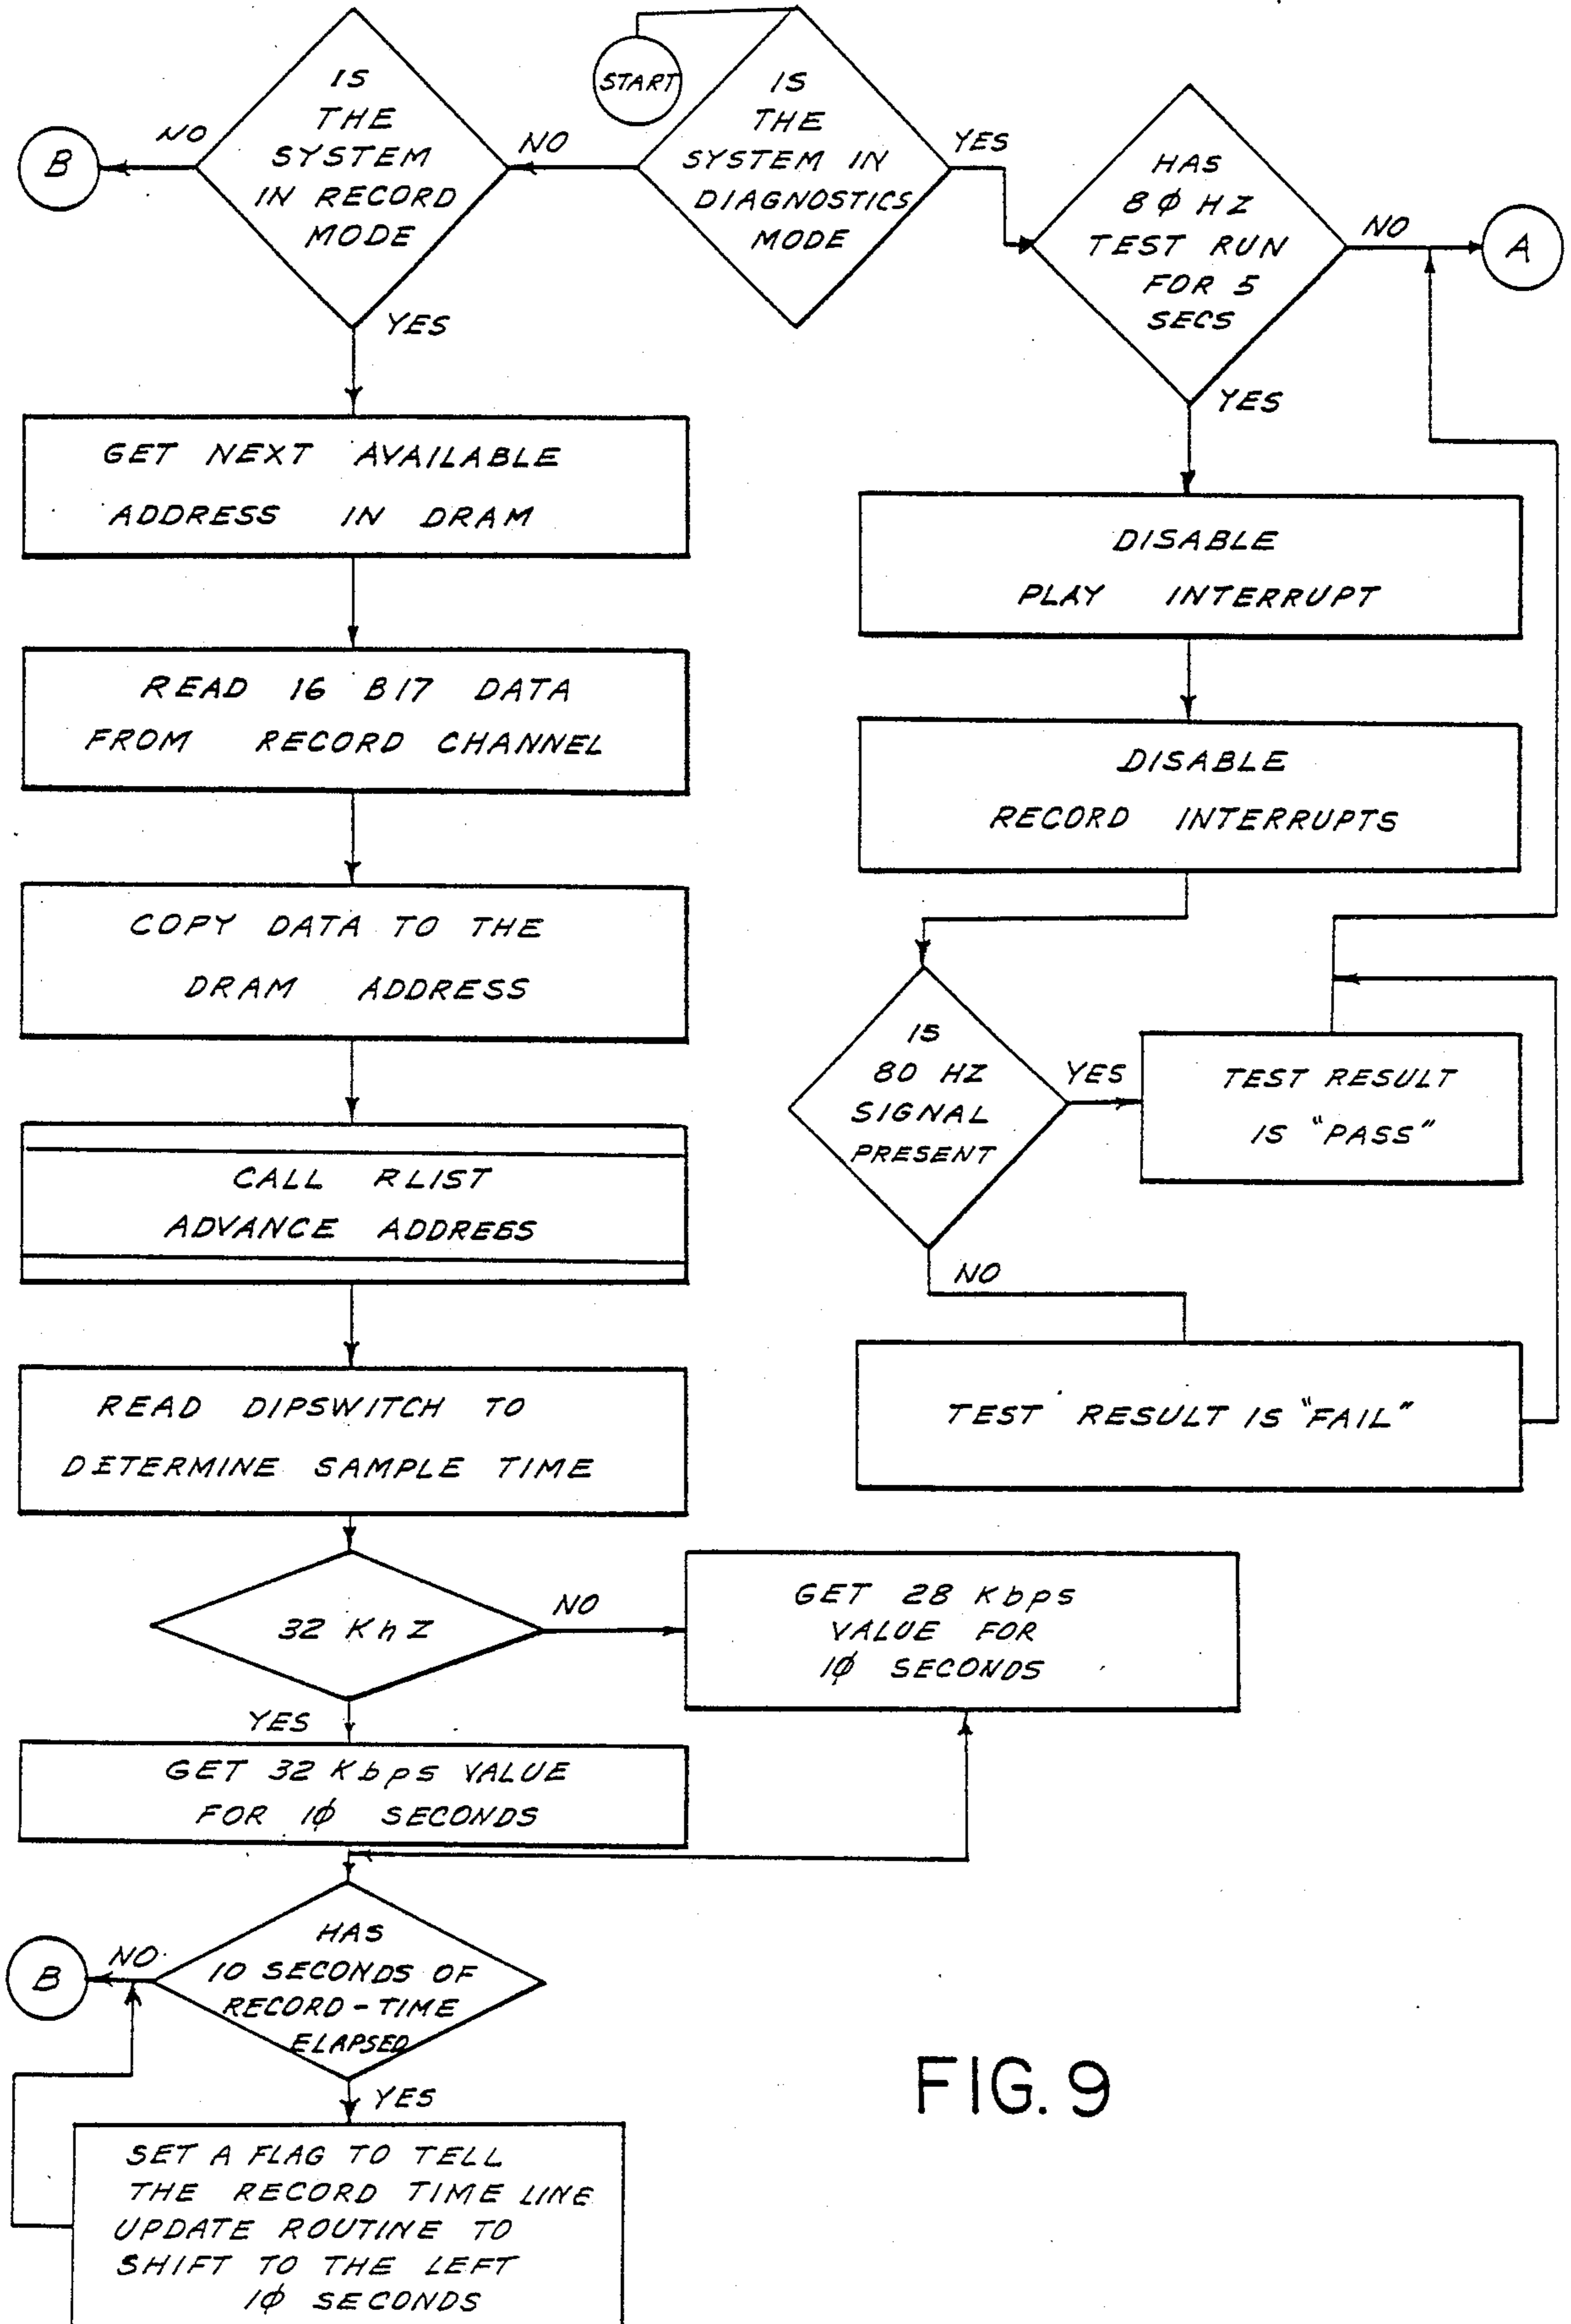 START
IS
THE
SYSTEM IN
DIAGNOSTICS
MODE
NO
YES
IS
THE
SYSTEM
IN RECORD
MODE
NO
B
YES
HAS
8φ HZ
TEST RUN
FOR 5
SECS
NO
A
YES
GET NEXT AVAILABLE
ADDRESS IN DRAM
READ 16 BIT DATA
FROM RECORD CHANNEL
COPY DATA TO THE
DRAM ADDRESS
CALL RLIST
ADVANCE ADDRESS
READ DIPSWITCH TO
DETERMINE SAMPLE TIME
32 KhZ
NO
YES
GET 28 Kbps
VALUE FOR
1φ SECONDS
GET 32 Kbps VALUE
FOR 1φ SECONDS
HAS
10 SECONDS OF
RECORD-TIME
ELAPSED
NO
B
YES
SET A FLAG TO TELL
THE RECORD TIME LINE
UPDATE ROUTINE TO
SHIFT TO THE LEFT
1φ SECONDS
DISABLE
PLAY INTERRUPT
DISABLE
RECORD INTERRUPTS
IS
80 HZ
SIGNAL
PRESENT
YES
TEST RESULT
IS "PASS"
NO
TEST RESULT IS "FAIL"
FIG. 9